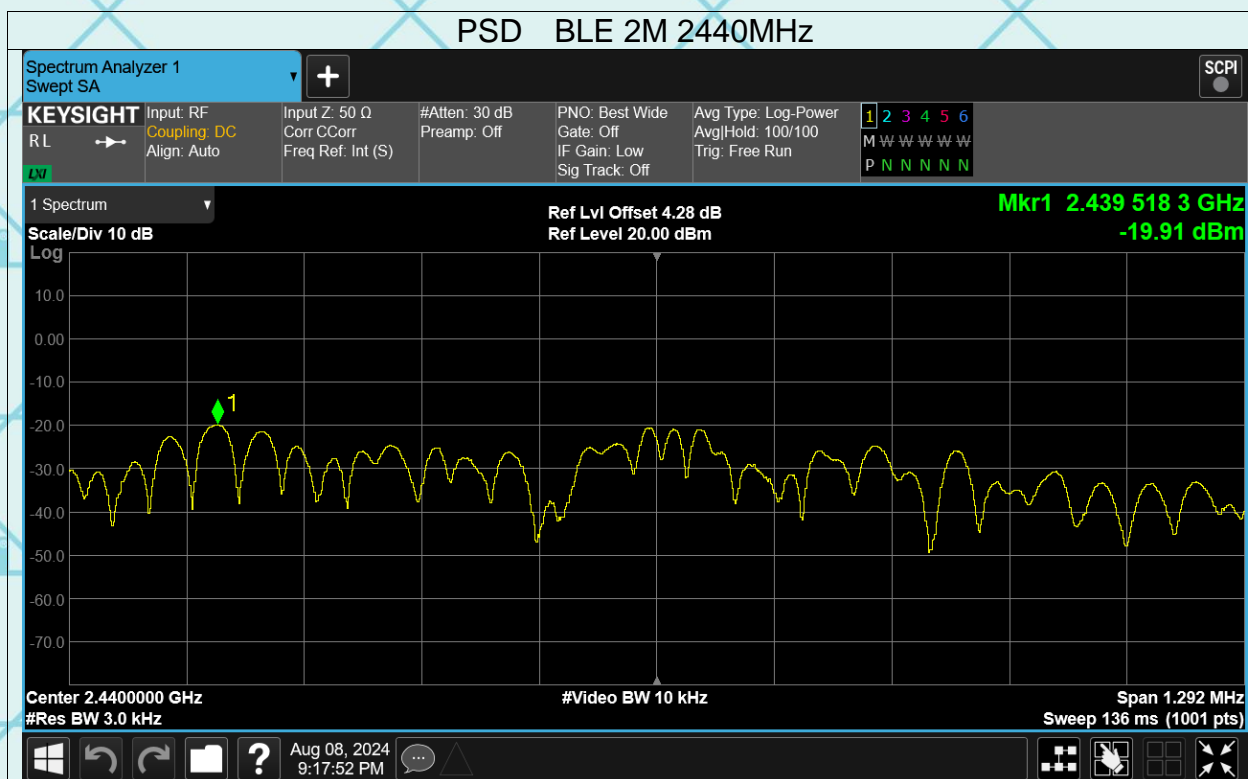 PSD BLE 2M 2440MHz
Spectrum Analyzer 1
Swept SA
SCPI
KEYSIGHT
RL
LXI
Input: RF
Coupling: DC
Align: Auto
Input Z: 50 Ω
Corr CCorr
Freq Ref: Int (S)
#Atten: 30 dB
Preamp: Off
PNO: Best Wide
Gate: Off
IF Gain: Low
Sig Track: Off
Avg Type: Log-Power
Avg|Hold: 100/100
Trig: Free Run
1 2 3 4 5 6
M W W W W W
P N N N N N
1 Spectrum
Scale/Div 10 dB
Log
Ref Lvl Offset 4.28 dB
Ref Level 20.00 dBm
Mkr1 2.439 518 3 GHz
-19.91 dBm
10.0
0.00
-10.0
1
-20.0
-30.0
-40.0
-50.0
-60.0
-70.0
Center 2.4400000 GHz
#Res BW 3.0 kHz
#Video BW 10 kHz
Span 1.292 MHz
Sweep 136 ms (1001 pts)
?
Aug 08, 2024
9:17:52 PM